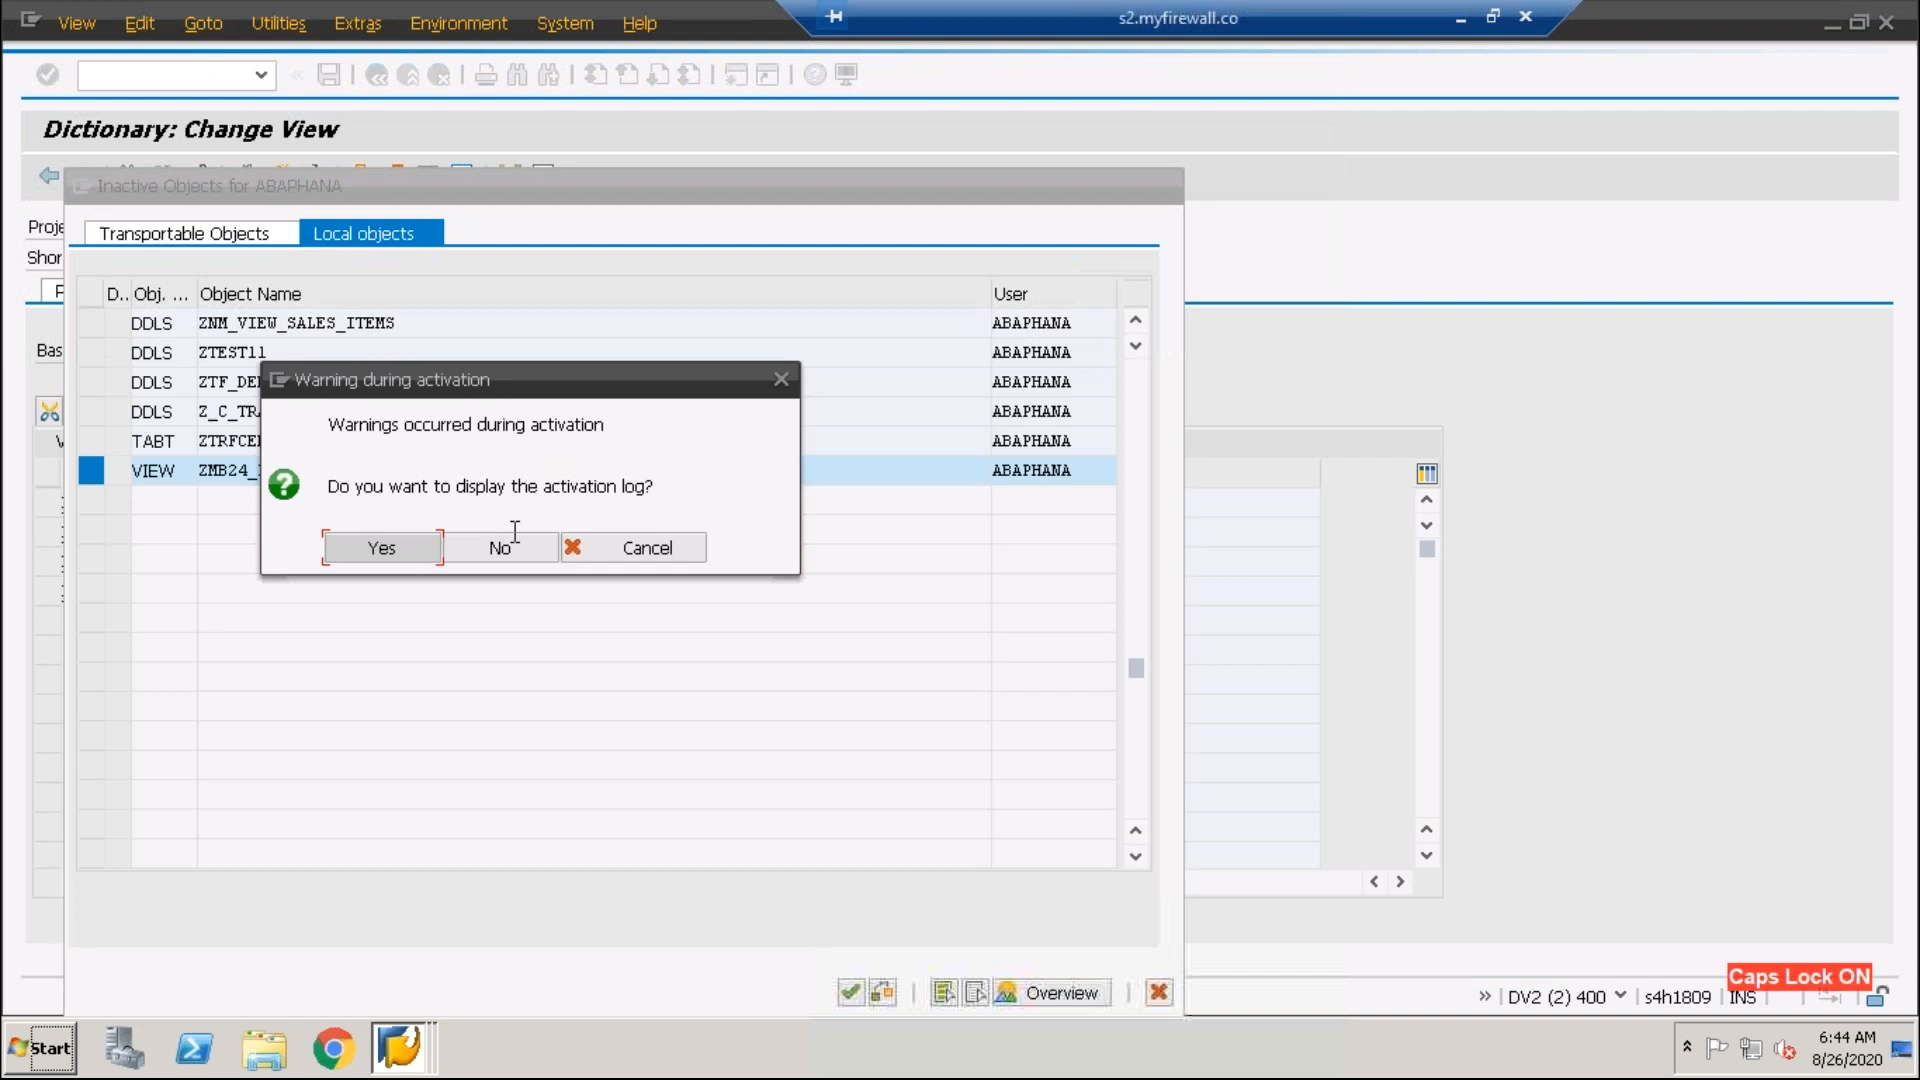 View Edit Goto Utilities Extras Environment System Help
s2.myfirewall.co
Dictionary: Change View
Inactive Objects for ABAPHANA
Transportable Objects Local objects
D.. Obj. ... Object Name User
DDLS ZNM_VIEW_SALES_ITEMS ABAPHANA
DDLS ZTEST11 ABAPHANA
DDLS ABAPHANA
DDLS ABAPHANA
TABT ABAPHANA
VIEW ABAPHANA
Warning during activation
Warnings occurred during activation
Do you want to display the activation log?
Yes No Cancel
Overview
Caps Lock ON
DV2 (2) 400 s4h1809 INS
Start
6:44 AM
8/26/2020